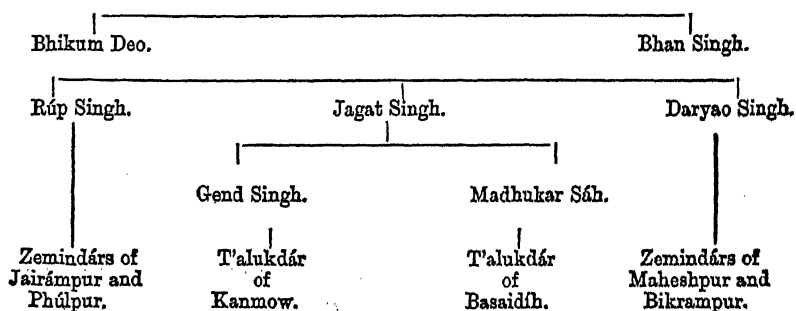 Bhikum Deo. Bhan Singh.
Rúp Singh. Jagat Singh. Daryao Singh.
Gend Singh. Madhukar Sáh.
Zemindárs of T'alukdár T'alukdár Zemindárs of
Jairámpur and of of Maheshpur and
Phúlpur. Kanmow. Basaidíh. Bikrampur.